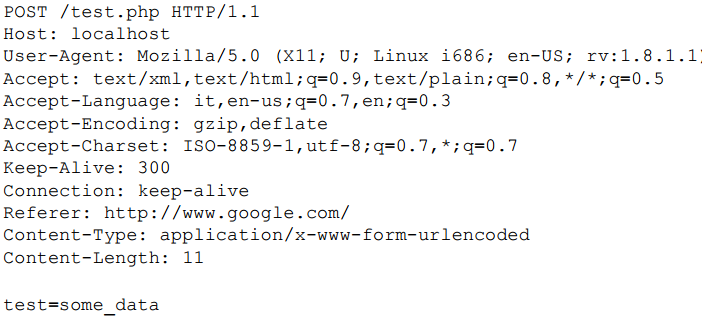 POST /test.php HTTP/1.1
Host: localhost
User-Agent: Mozilla/5.0 (X11; U; Linux i686; en-US; rv:1.8.1.1)
Accept: text/xml,text/html;q=0.9,text/plain;q=0.8,*/*;q=0.5
Accept-Language: it,en-us;q=0.7,en;q=0.3
Accept-Encoding: gzip,deflate
Accept-Charset: ISO-8859-1,utf-8;q=0.7,*;q=0.7
Keep-Alive: 300
Connection: keep-alive
Referer: http://www.google.com/
Content-Type: application/x-www-form-urlencoded
Content-Length: 11

test=some_data